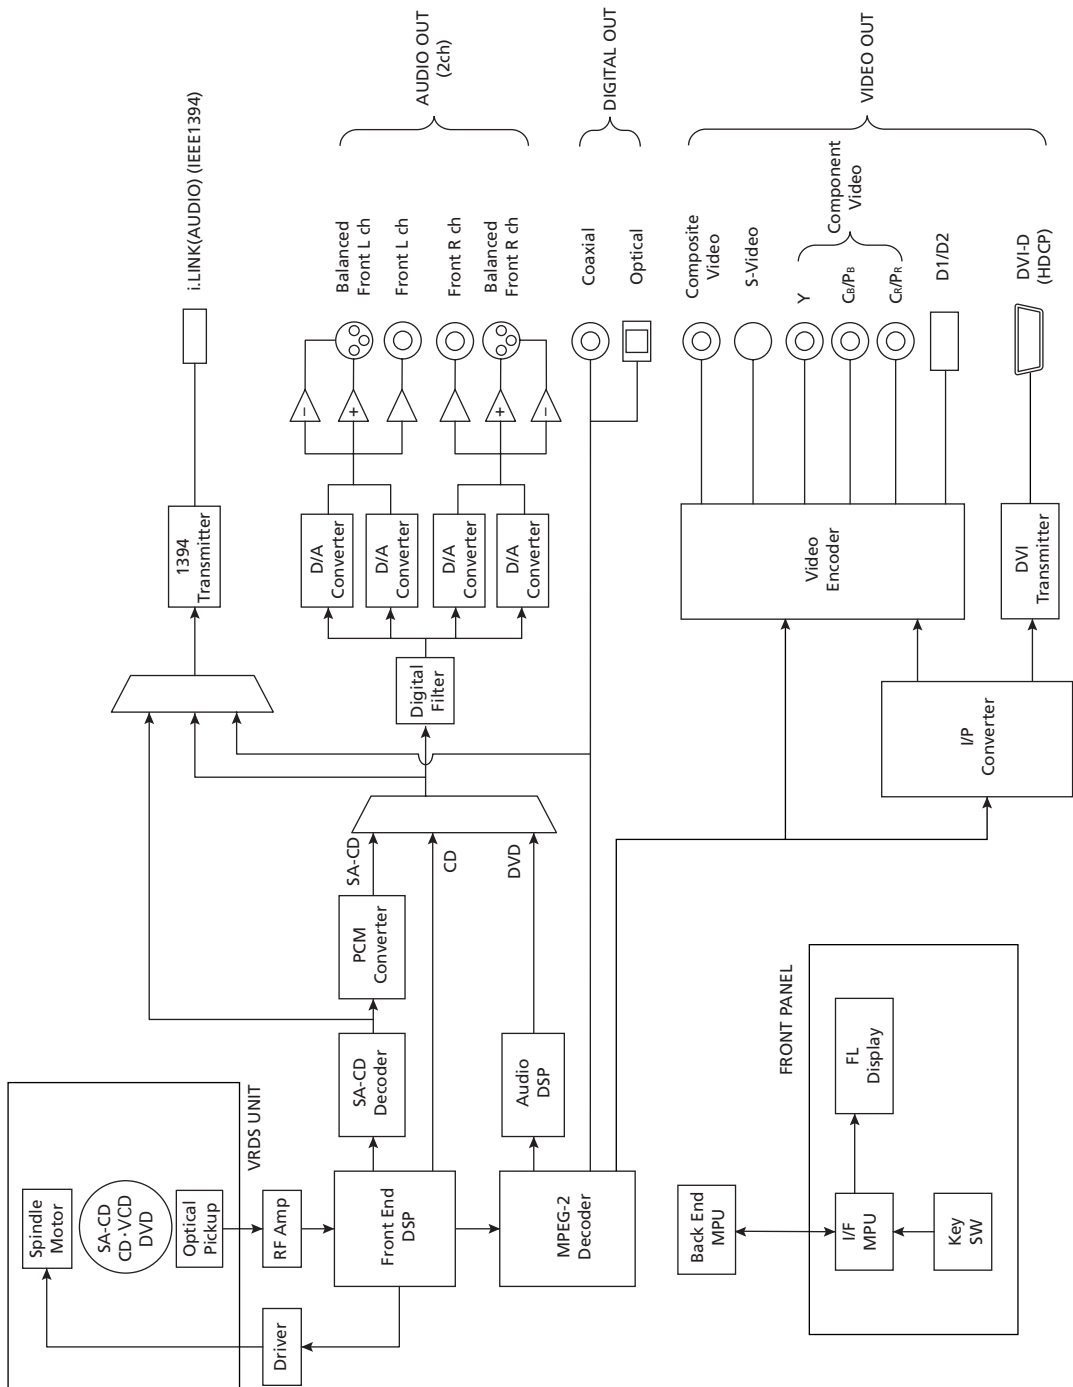 VRDS UNIT
Spindle
Motor
SA-CD
CD·VCD
DVD
Optical
Pickup
Driver
RF Amp
Front End
DSP
SA-CD
Decoder
PCM
Converter
SA-CD
CD
DVD
MPEG-2
Decoder
Audio
DSP
1394
Transmitter
i.LINK(AUDIO) (IEEE1394)
Digital
Filter
D/A
Converter
D/A
Converter
D/A
Converter
D/A
Converter
−
+
+
−
Balanced
Front L ch
Front L ch
Front R ch
Balanced
Front R ch
AUDIO OUT
(2ch)
Coaxial
Optical
DIGITAL OUT
Video
Encoder
I/P
Converter
DVI
Transmitter
Composite
Video
S-Video
Y
CB/PB
CR/PR
Component
Video
D1/D2
DVI-D
(HDCP)
VIDEO OUT
Back End
MPU
FRONT PANEL
I/F
MPU
FL
Display
Key
SW